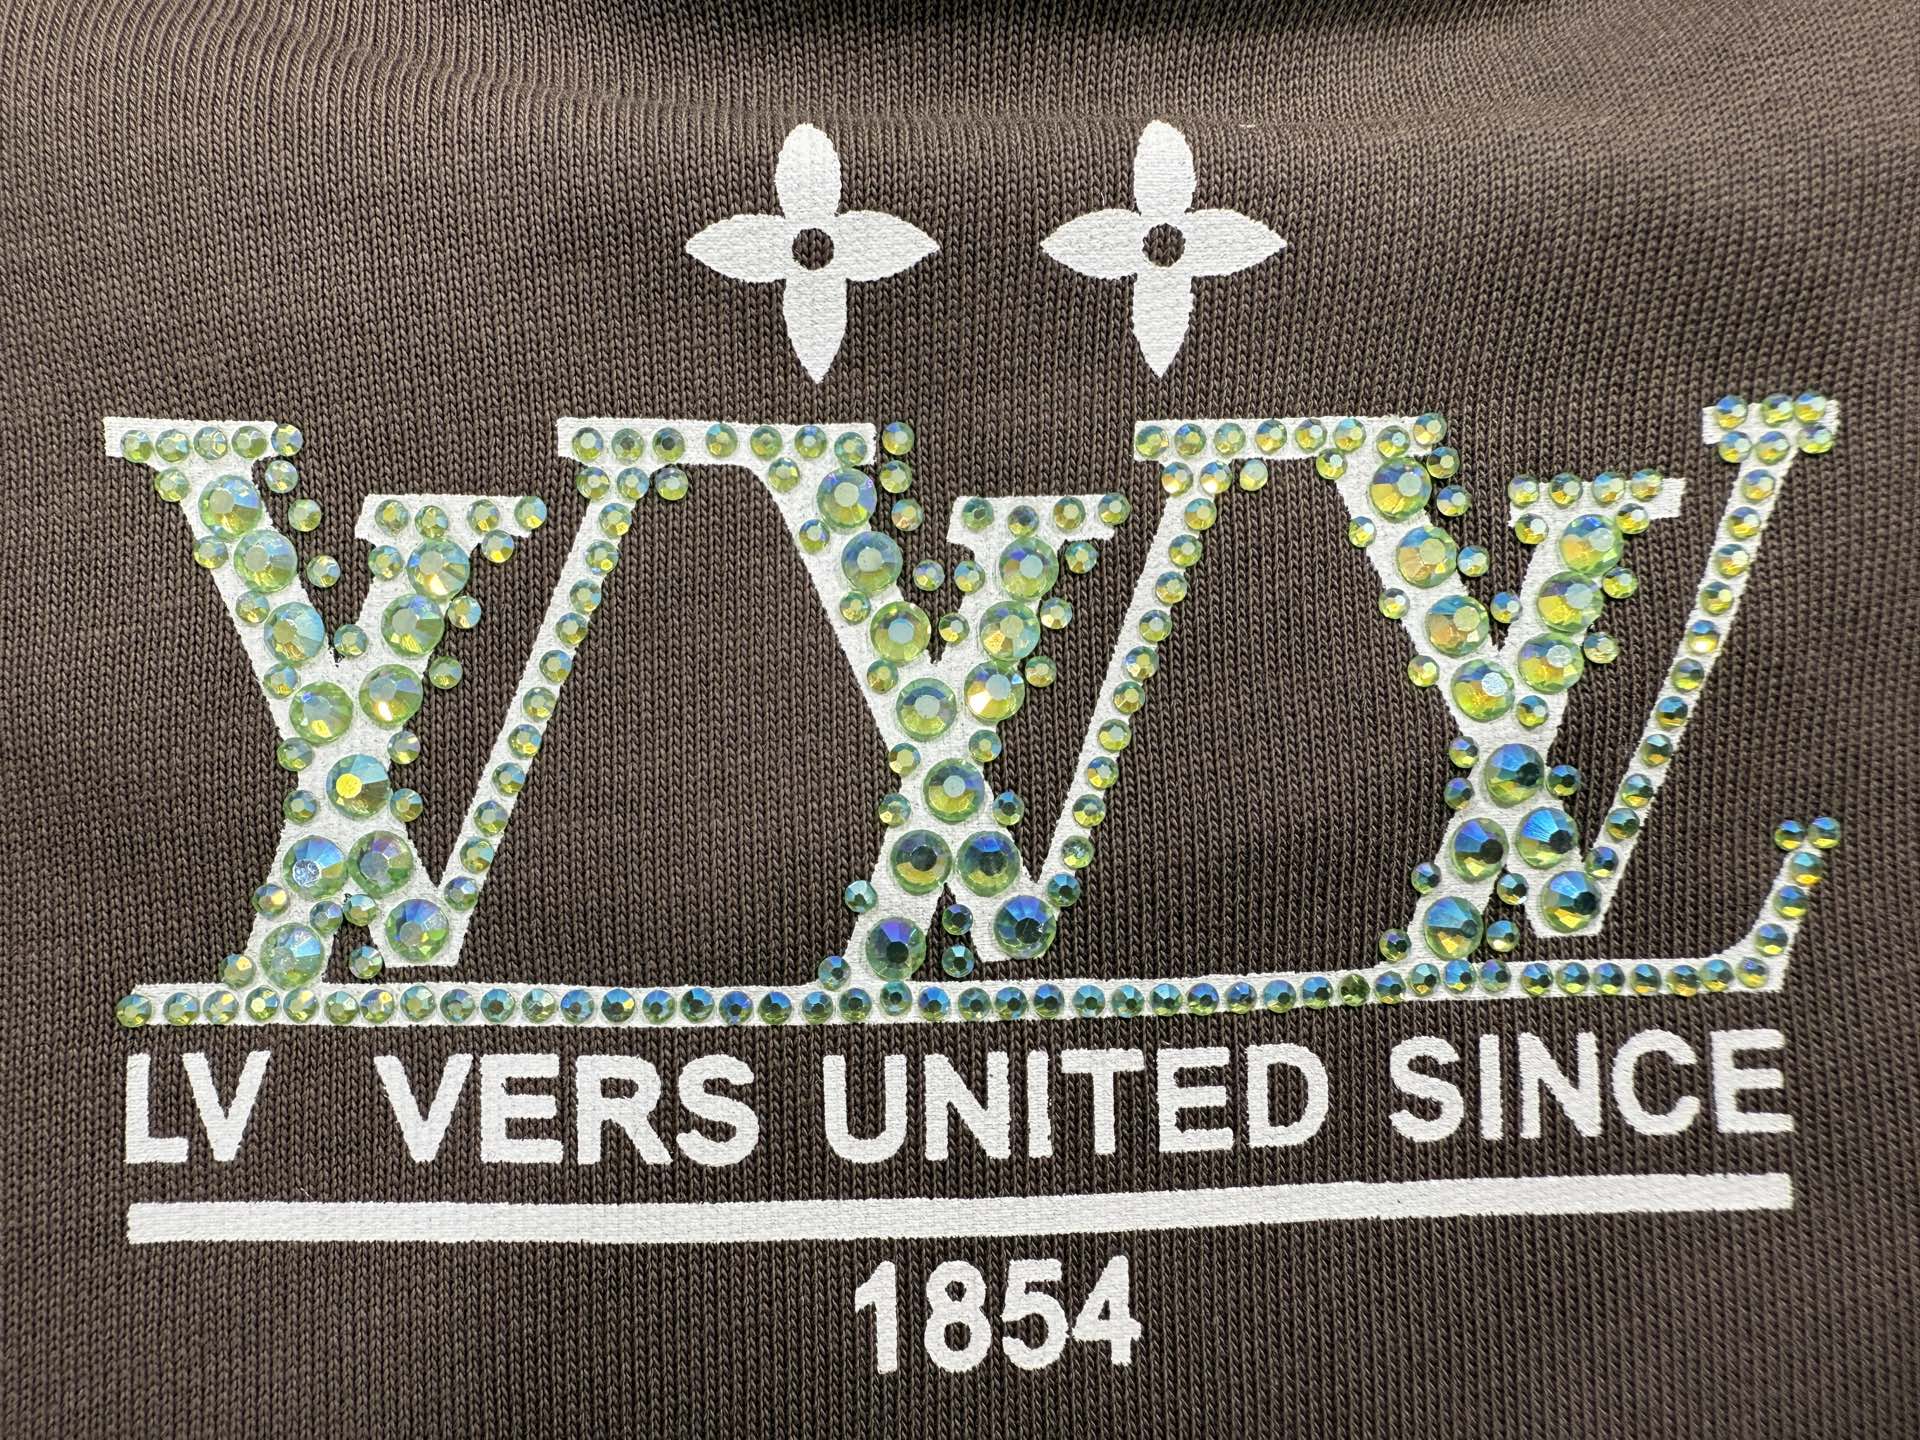 LV VERS UNITED SINCE
1854